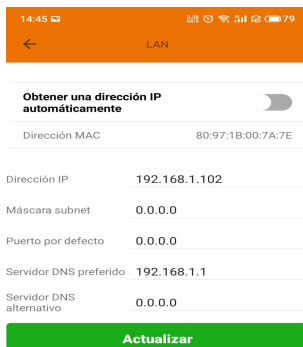 14:45 79
LAN
Obtener una dirección IP
automáticamente
Dirección MAC 80:97:1B:00:7A:7E
Dirección IP 192.168.1.102
Máscara subnet 0.0.0.0
Puerto por defecto 0.0.0.0
Servidor DNS preferido 192.168.1.1
Servidor DNS
alternativo 0.0.0.0
Actualizar